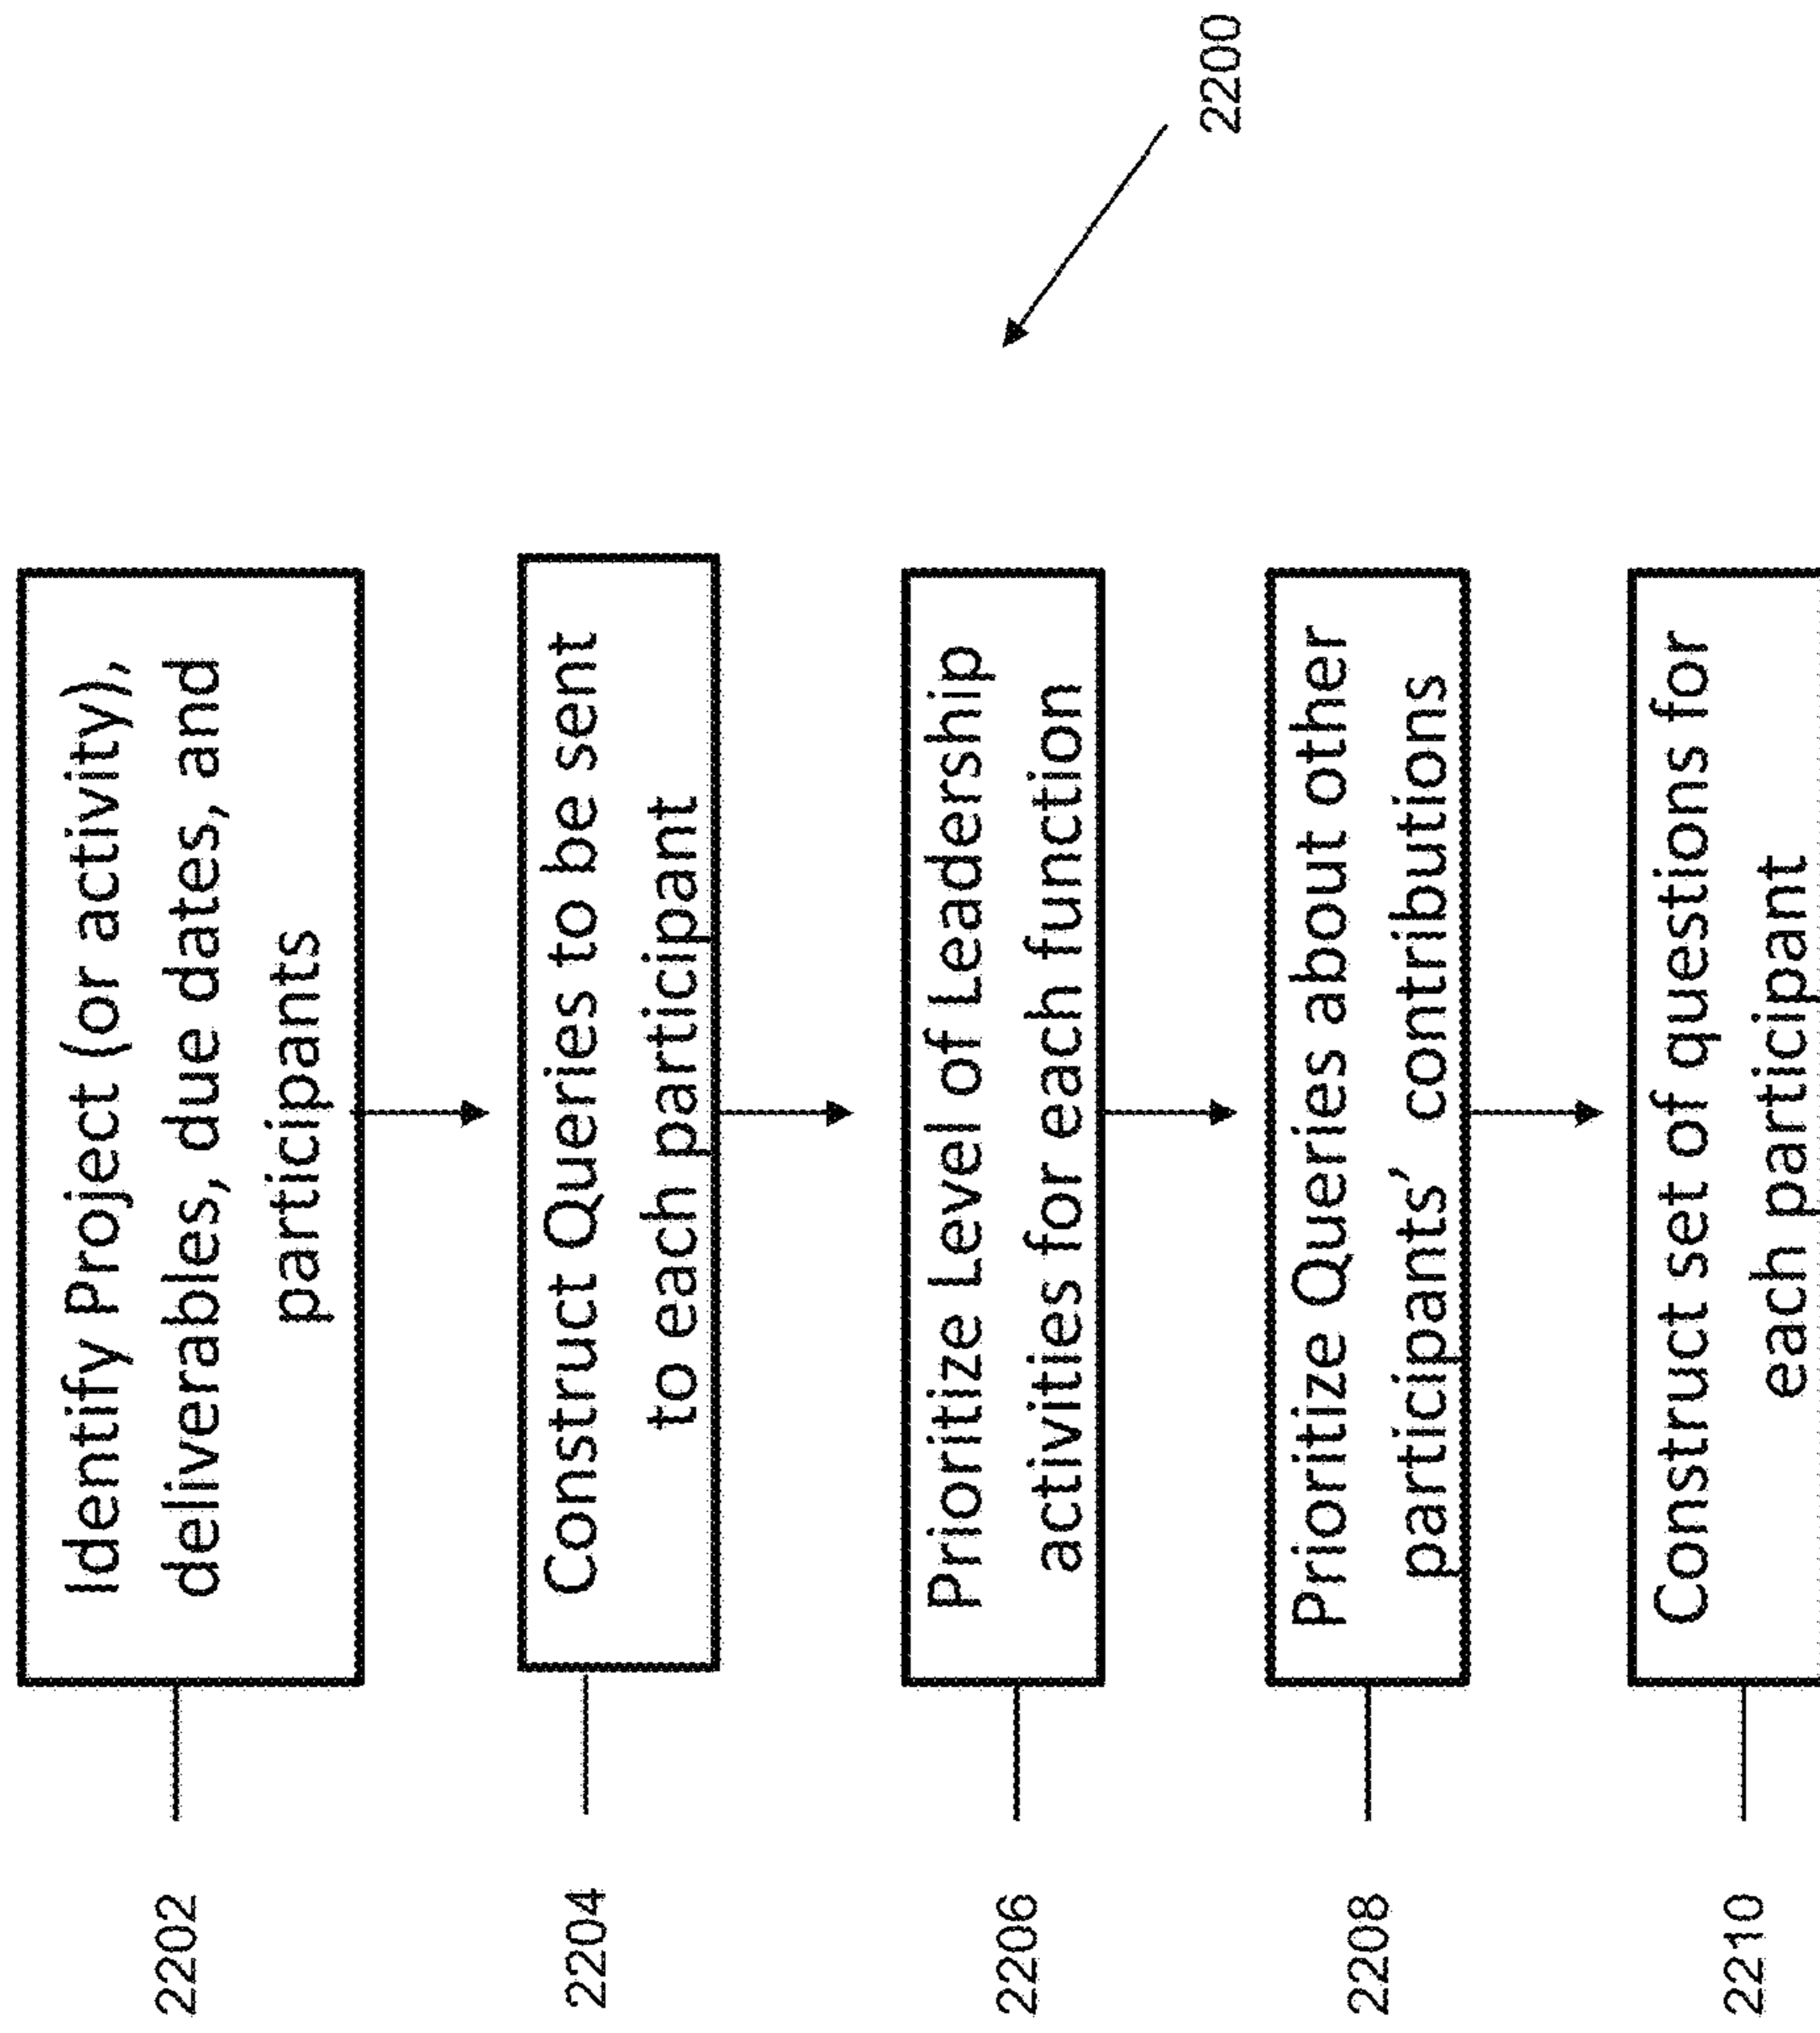 2202
Identify Project (or activity),
deliverables, due dates, and
participants
2204
Construct Queries to be sent
to each participant
2206
Prioritize Level of Leadership
activities for each function
2208
Prioritize Queries about other
participants’ contributions
2210
Construct set of questions for
each participant
2200